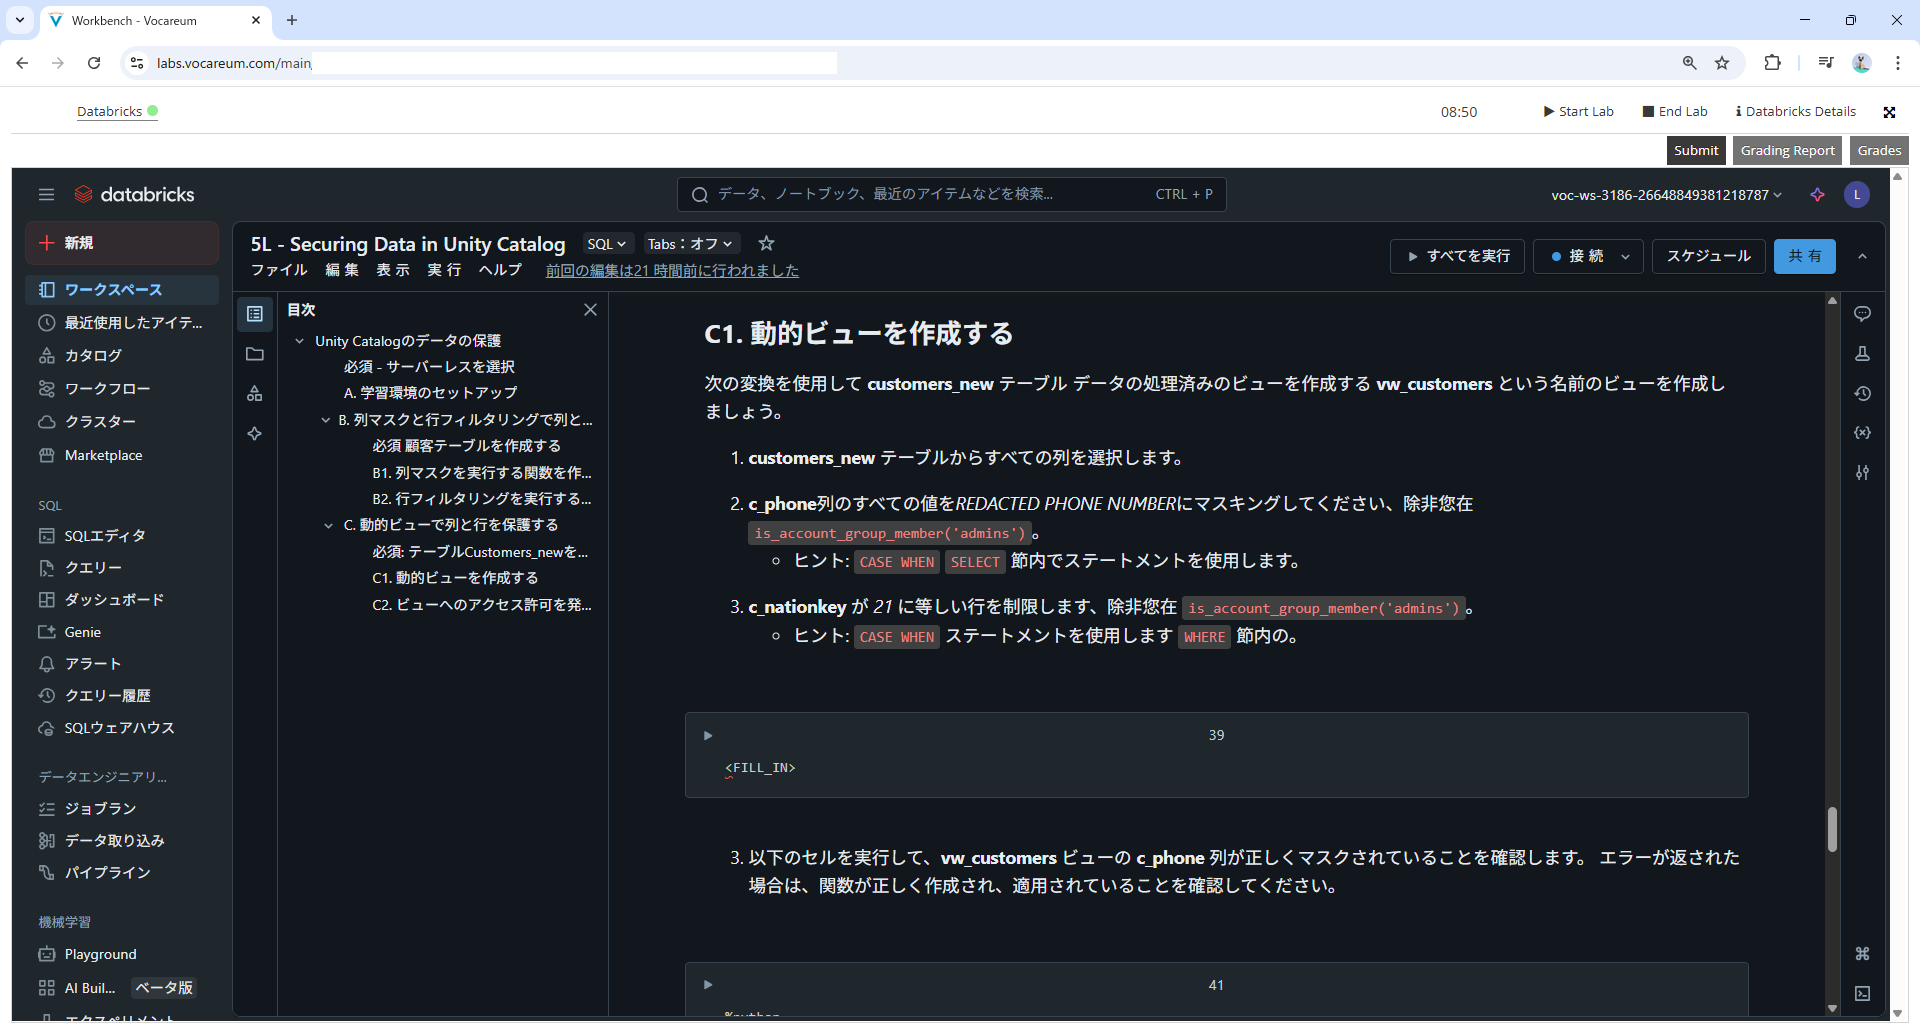 Workbench - Vocareum
labs.vocareum.com/main
Databricks
08:50
Start Lab
End Lab
Databricks Details
Submit
Grading Report
Grades
databricks
データ、ノートブック、最近のアイテムなどを検索...
CTRL + P
voc-ws-3186-26648849381218787
L
新規
ワークスペース
最近使用したアイテ...
カタログ
ワークフロー
クラスター
Marketplace
SQL
SQLエディタ
クエリー
ダッシュボード
Genie
アラート
クエリー履歴
SQLウェアハウス
データエンジニアリ...
ジョブラン
データ取り込み
パイプライン
機械学習
Playground
AI Buil... ベータ版
エクスペリメント
5L - Securing Data in Unity Catalog
SQL
Tabs：オフ
ファイル 編集 表示 実行 ヘルプ
前回の編集は21 時間前に行われました
すべてを実行
接続
スケジュール
共有
目次
Unity Catalogのデータの保護
必須 - サーバーレスを選択
A. 学習環境のセットアップ
B. 列マスクと行フィルタリングで列と...
必須 顧客テーブルを作成する
B1. 列マスクを実行する関数を作...
B2. 行フィルタリングを実行する...
C. 動的ビューで列と行を保護する
必須: テーブルCustomers_newを...
C1. 動的ビューを作成する
C2. ビューへのアクセス許可を発...
C1. 動的ビューを作成する
次の変換を使用して customers_new テーブル データの処理済みのビューを作成する vw_customers という名前のビューを作成し
ましょう。
1. customers_new テーブルからすべての列を選択します。
2. c_phone列のすべての値をREDACTED PHONE NUMBERにマスキングしてください、除非您在
is_account_group_member('admins') 。
ヒント: CASE WHEN SELECT 節内でステートメントを使用します。
3. c_nationkey が 21 に等しい行を制限します、除非您在 is_account_group_member('admins') 。
ヒント: CASE WHEN ステートメントを使用します WHERE 節内の。
39
<FILL_IN>
3. 以下のセルを実行して、vw_customers ビューの c_phone 列が正しくマスクされていることを確認します。 エラーが返された
場合は、関数が正しく作成され、適用されていることを確認してください。
41
%python